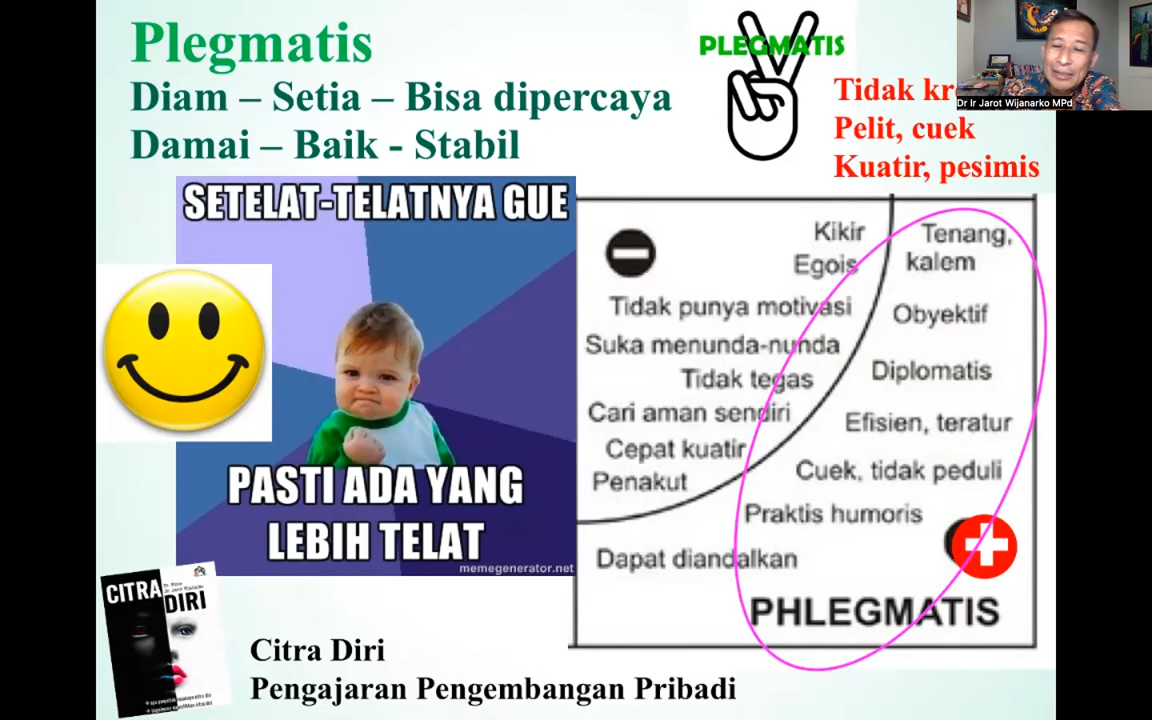 Plegmatis
Diam – Setia – Bisa dipercaya
Damai – Baik - Stabil
PLEGMATIS
Tidak
Pelit, cuek
Kuatir, pesimis
Dr Ir Jarot Wijanarko MPd
SETELAT-TELATNYA GUE
PASTI ADA YANG
LEBIH TELAT
memegenerator.net
Kikir
Egois
Tidak punya motivasi
Suka menunda-nunda
Tidak tegas
Cari aman sendiri
Cepat kuatir
Penakut
Dapat diandalkan
Tenang,
kalem
Obyektif
Diplomatis
Efisien, teratur
Cuek, tidak peduli
Praktis humoris
PHLEGMATIS
CITRA
DIRI
Citra Diri
Pengajaran Pengembangan Pribadi